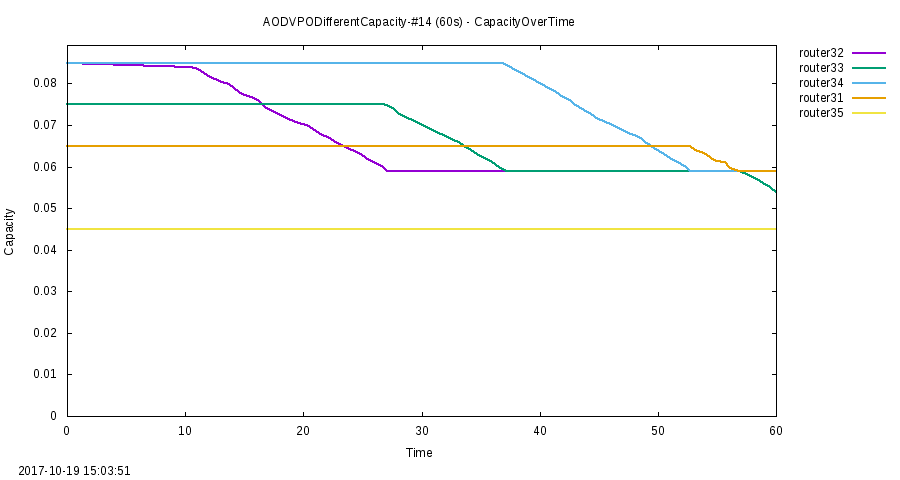 AODVPODifferentCapacity-#14 (60s) - CapacityOverTime
router32
router33
router34
router31
router35
0.08
0.07
0.06
0.05
0.04
0.03
0.02
0.01
0
Capacity
0 10 20 30 40 50 60
Time
2017-10-19 15:03:51